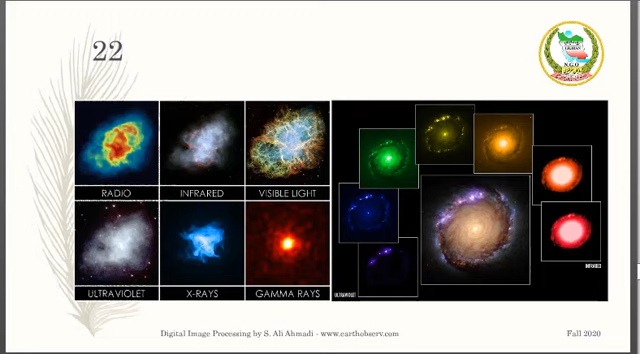 22
N.G.O
RADIO
INFRARED
VISIBLE LIGHT
ULTRAVIOLET
X-RAYS
GAMMA RAYS
ULTRAVIOLET
INFRARED
Digital Image Processing by S. Ali Ahmadi - www.earthobserv.com
Fall 2020